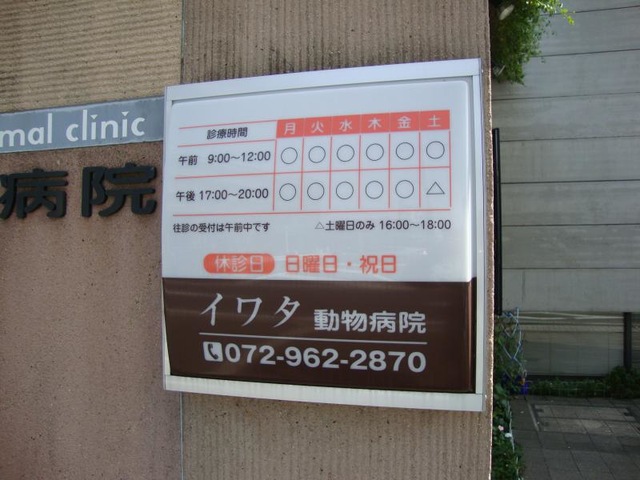 mal clinic
病院
診療時間 月 火 水 木 金 土
午前 9:00〜12:00 ○ ○ ○ ○ ○ ○
午後 17:00〜20:00 ○ ○ ○ ○ ○ △
往診の受付は午前中です △土曜日のみ 16:00〜18:00
休診日 日曜日・祝日
イワタ 動物病院
072-962-2870